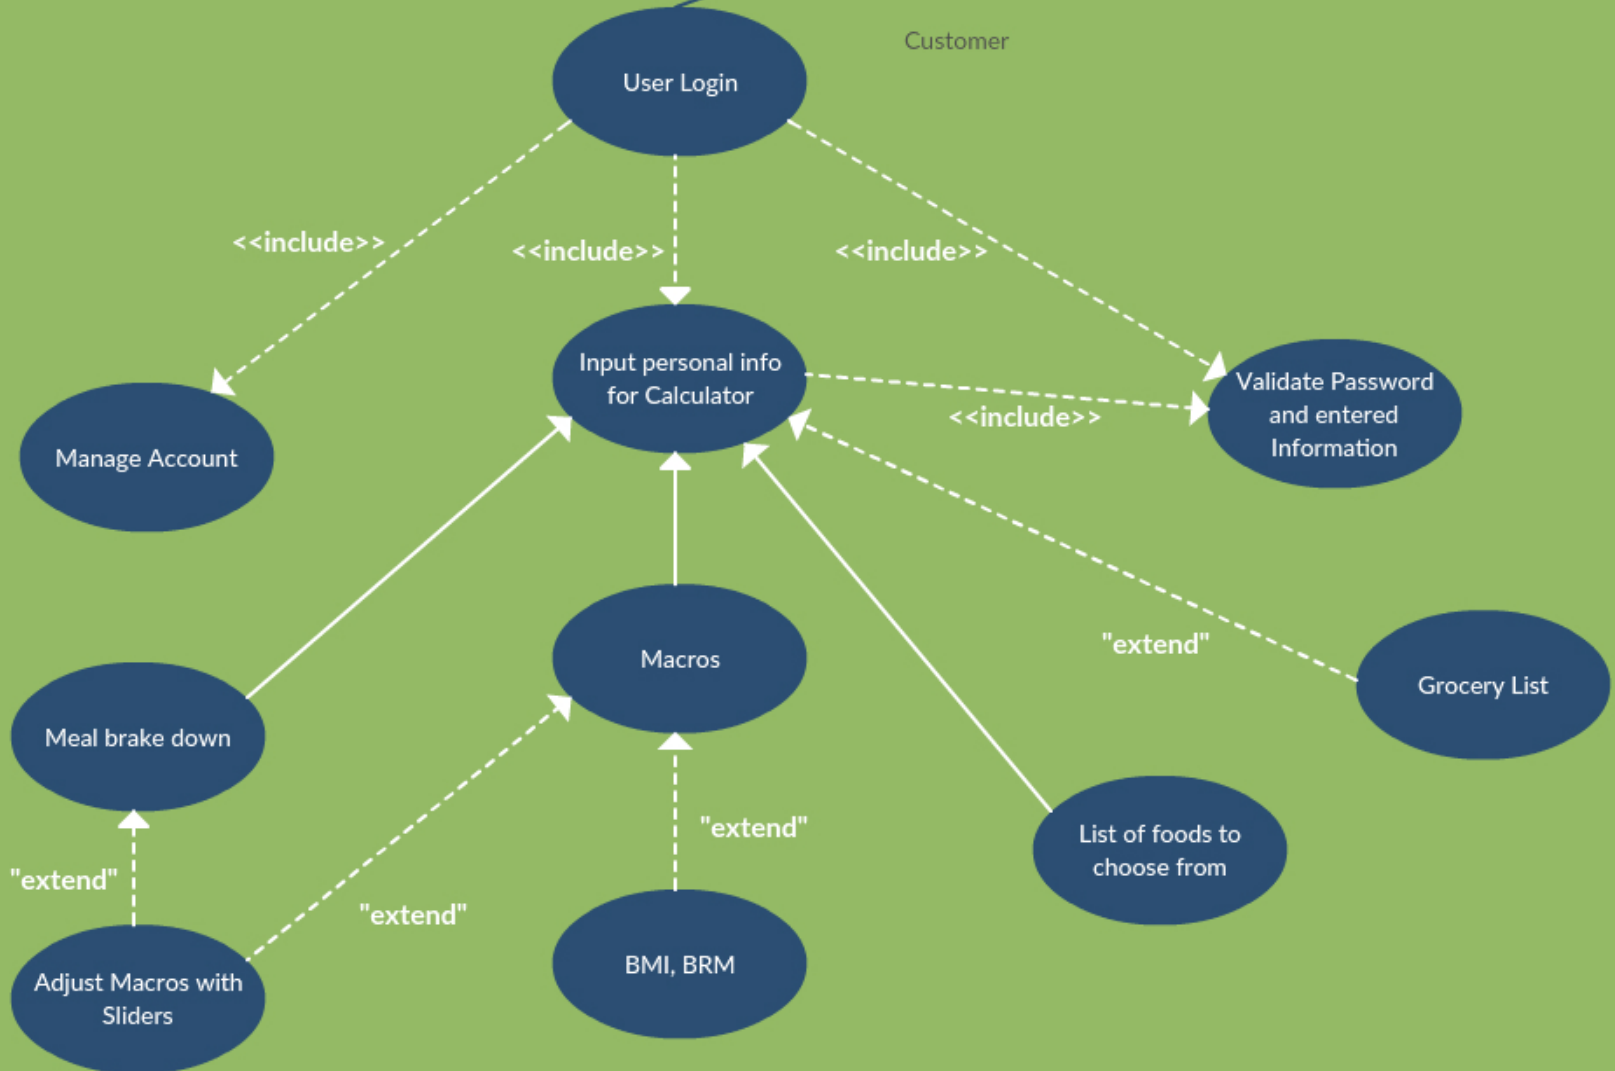 Customer
User Login
<<include>>
<<include>>
<<include>>
Input personal info
for Calculator
Validate Password
and entered
Information
<<include>>
Manage Account
Macros
"extend"
Grocery List
Meal brake down
"extend"
List of foods to
choose from
"extend"
"extend"
BMI, BRM
Adjust Macros with
Sliders